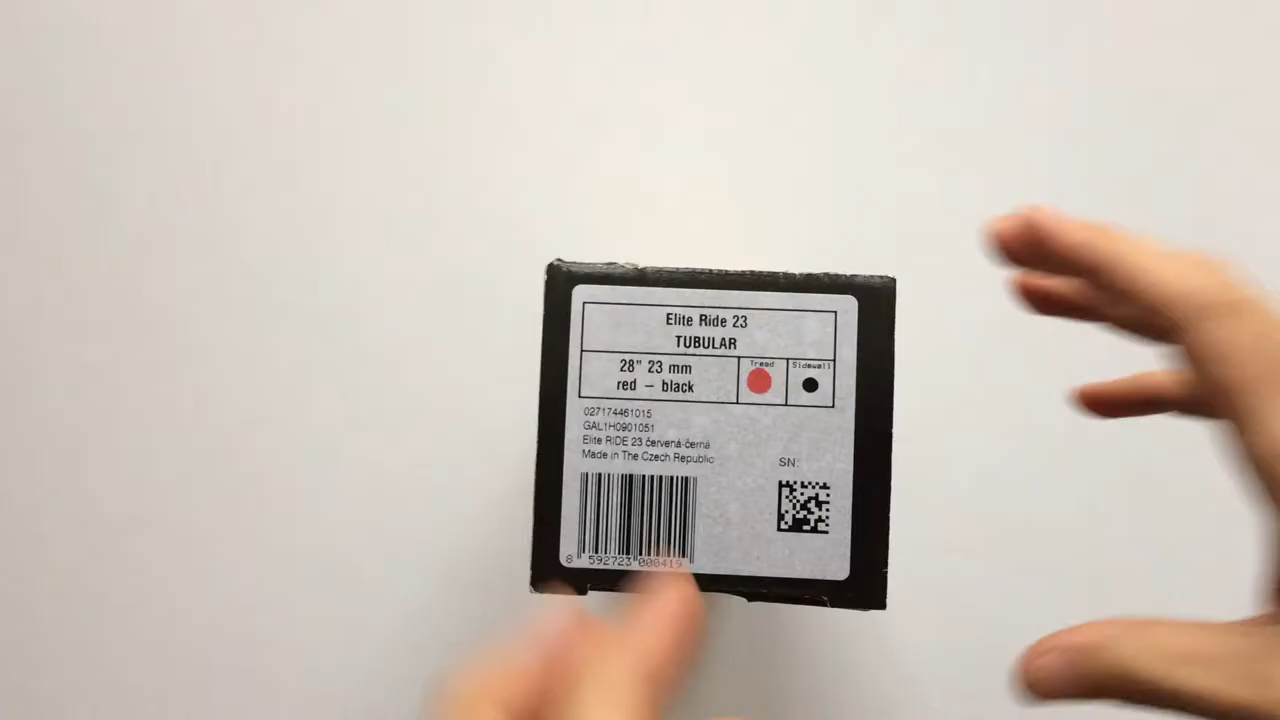 Elite Ride 23
TUBULAR
28" 23 mm
red – black
Tread
Sidewall
027174461015
GAL1H0901051
Elite RIDE 23 červená-černá
Made in The Czech Republic
SN:
8 592723 000419